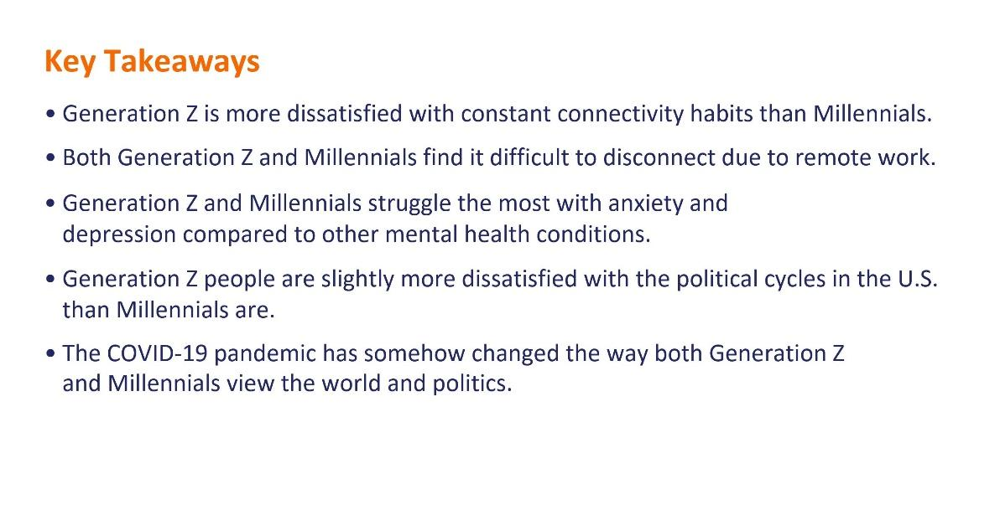 Key Takeaways
• Generation Z is more dissatisfied with constant connectivity habits than Millennials.
• Both Generation Z and Millennials find it difficult to disconnect due to remote work.
• Generation Z and Millennials struggle the most with anxiety and
depression compared to other mental health conditions.
• Generation Z people are slightly more dissatisfied with the political cycles in the U.S.
than Millennials are.
• The COVID-19 pandemic has somehow changed the way both Generation Z
and Millennials view the world and politics.